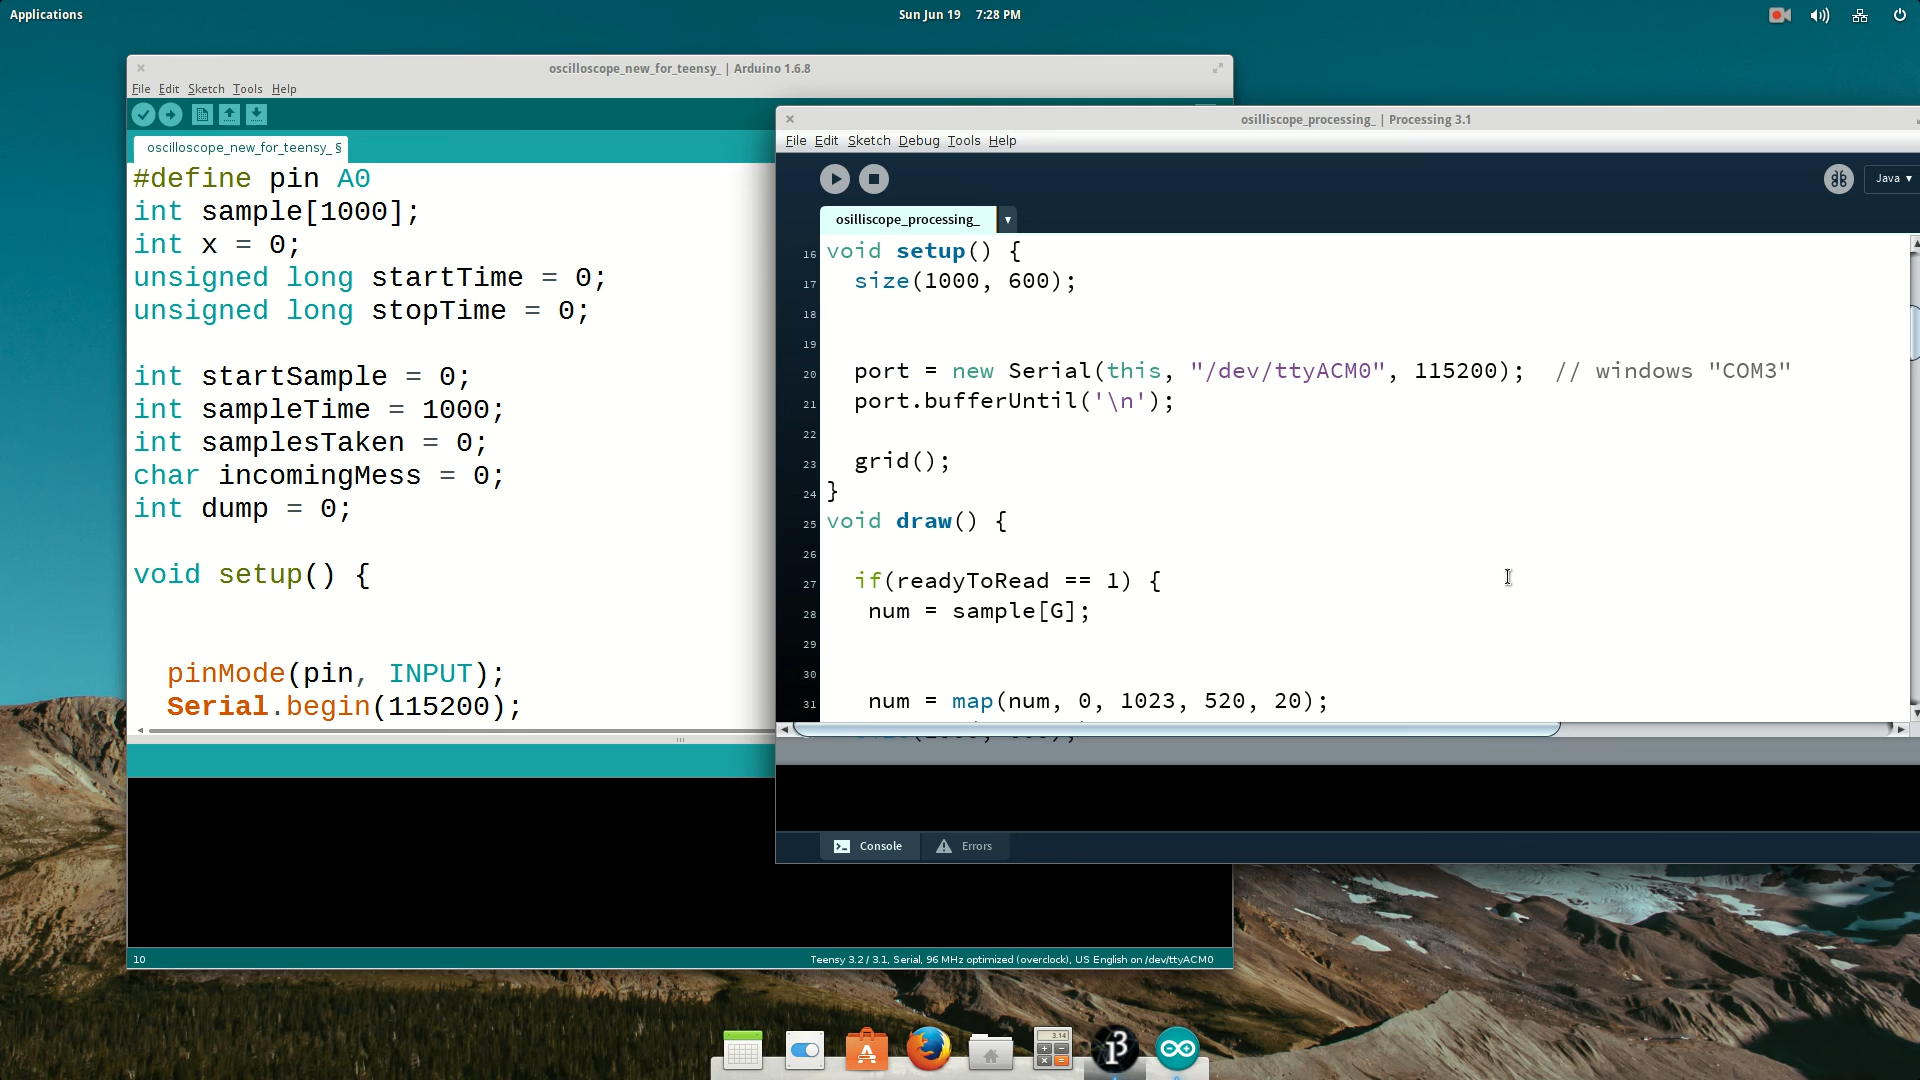 Applications
Sun Jun 19 7:28 PM
oscilloscope_new_for_teensy_ | Arduino 1.6.8
File Edit Sketch Tools Help
oscilloscope_new_for_teensy_ §
#define pin A0
int sample[1000];
int x = 0;
unsigned long startTime = 0;
unsigned long stopTime = 0;
int startSample = 0;
int sampleTime = 1000;
int samplesTaken = 0;
char incomingMess = 0;
int dump = 0;
void setup() {
pinMode(pin, INPUT);
Serial.begin(115200);
10
Teensy 3.2 / 3.1, Serial, 96 MHz optimized (overclock), US English on /dev/ttyACM0
osilliscope_processing_ | Processing 3.1
File Edit Sketch Debug Tools Help
Java
osilliscope_processing_
16 void setup() {
17 size(1000, 600);
18
19
20 port = new Serial(this, "/dev/ttyACM0", 115200); // windows "COM3"
21 port.bufferUntil('\n');
22
23 grid();
24 }
25 void draw() {
26
27 if(readyToRead == 1) {
28 num = sample[G];
29
30
31 num = map(num, 0, 1023, 520, 20);
Console
Errors
3.14